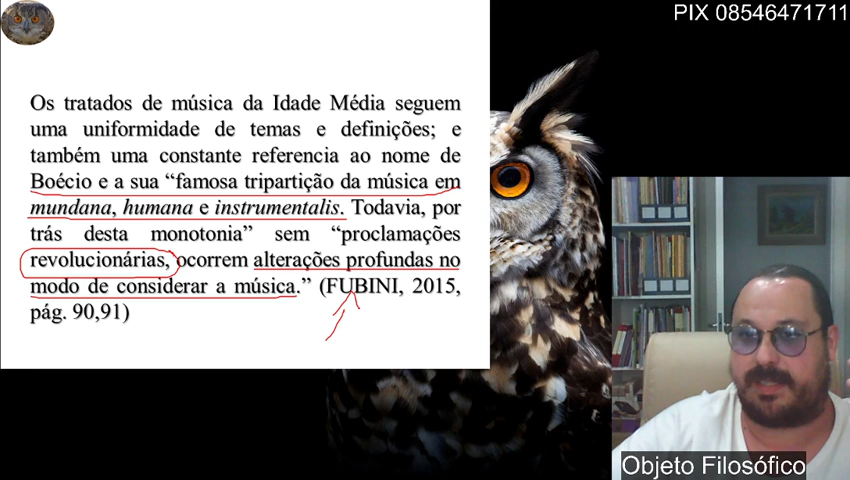 PIX 08546471711
Os tratados de música da Idade Média seguem
uma uniformidade de temas e definições; e
também uma constante referencia ao nome de
Boécio e a sua “famosa tripartição da música em
mundana, humana e instrumentalis. Todavia, por
trás desta monotonia” sem “proclamações
revolucionárias, ocorrem alterações profundas no
modo de considerar a música.” (FUBINI, 2015,
pág. 90,91)
Objeto Filosófico